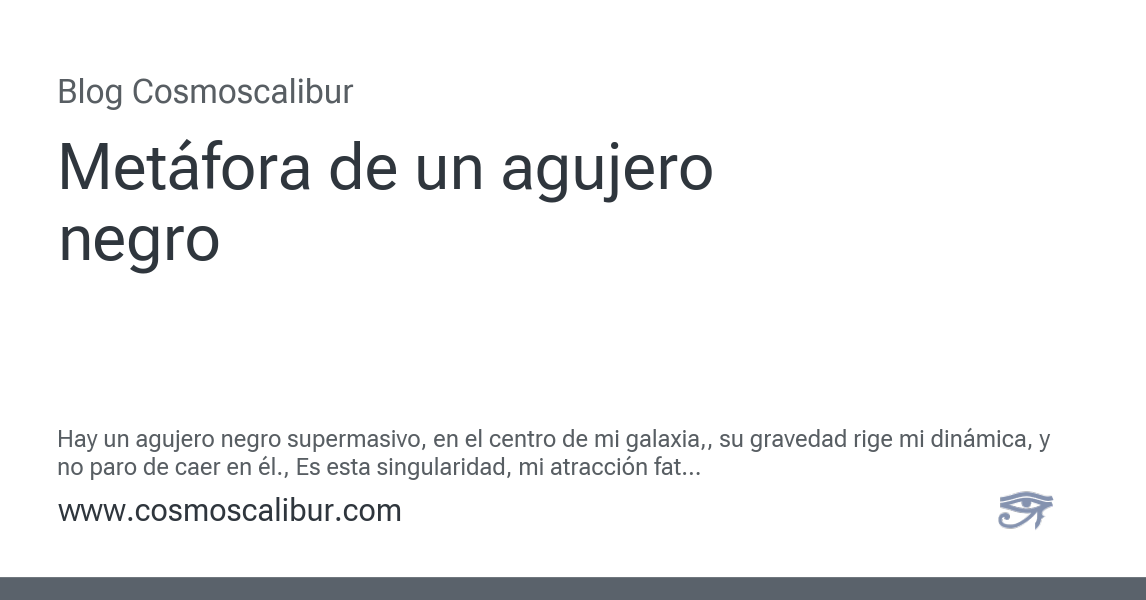 Blog Cosmoscalibur
Metáfora de un agujero
negro
Hay un agujero negro supermasivo, en el centro de mi galaxia,, su gravedad rige mi dinámica, y
no paro de caer en él., Es esta singularidad, mi atracción fat...
www.cosmoscalibur.com